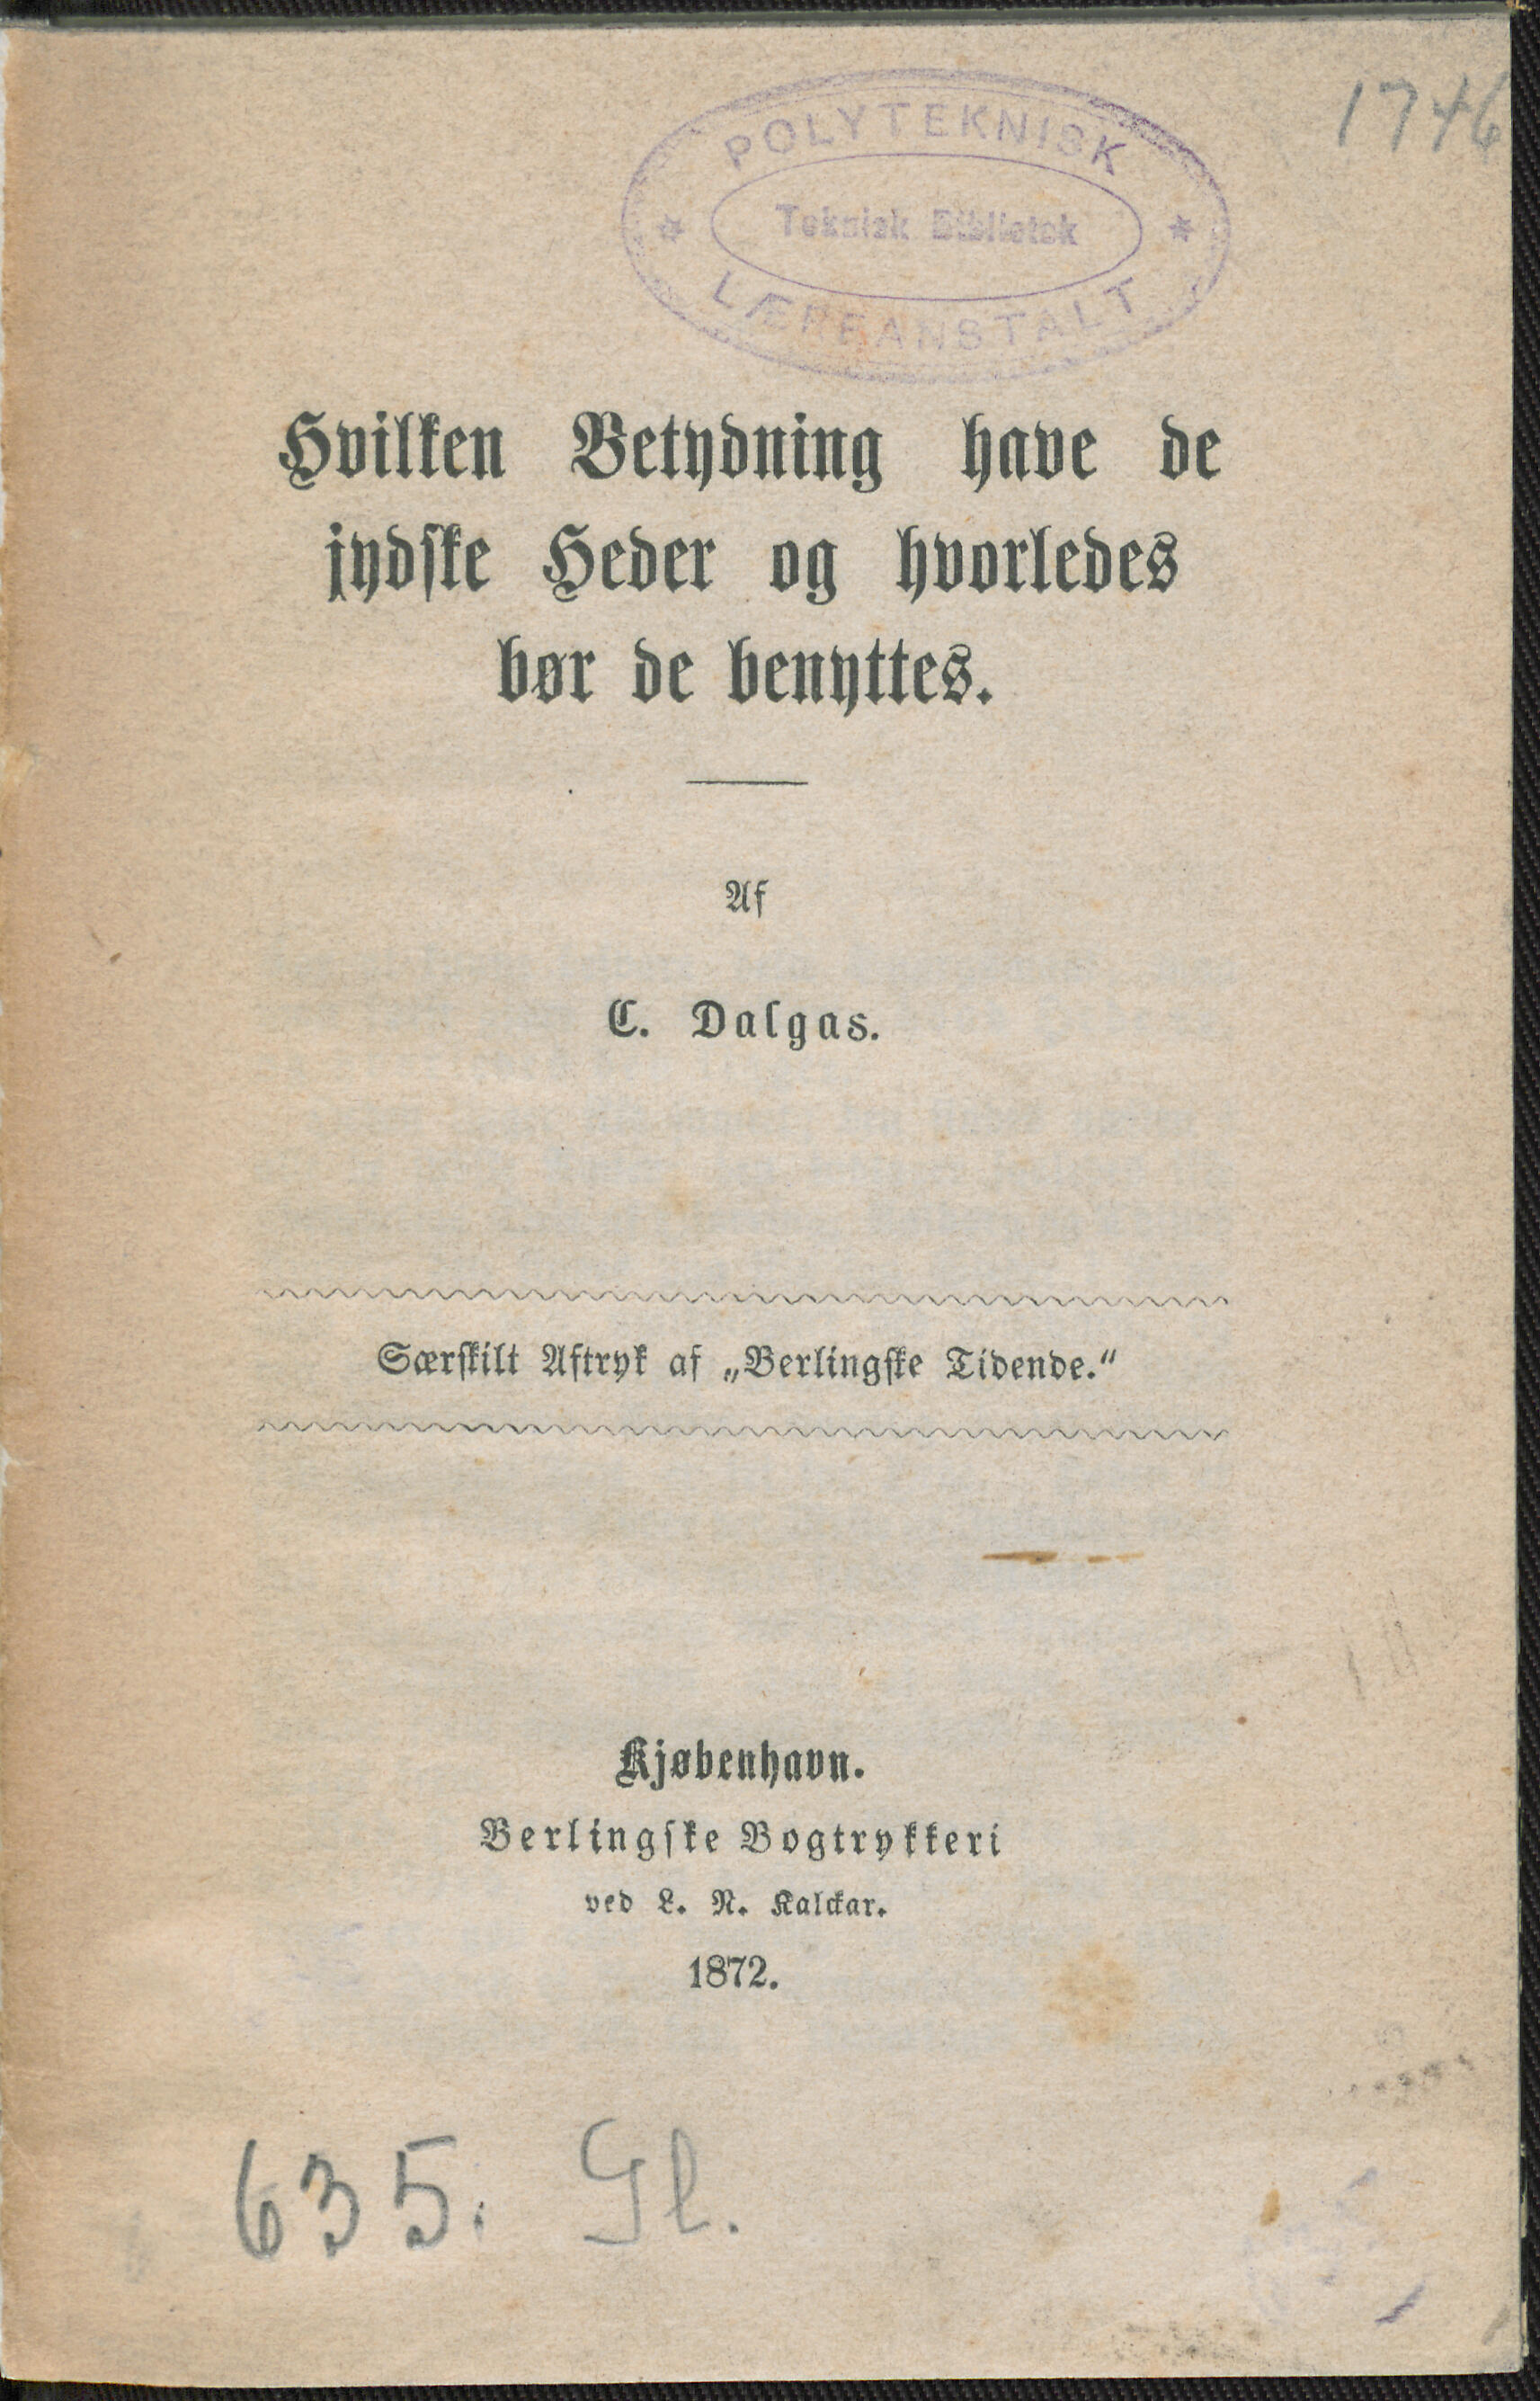 1746
POLYTEKNISK
Teknisk Bibliotek
LÆREANSTALT
Hvilken Betydning have de
jydske Heder og hvorledes
bør de benyttes.
Af
C. Dalgas.
Særskilt Aftryk af „Berlingske Tidende.“
Kjøbenhavn.
Berlingske Bogtrykkeri
ved L. N. Kalckar.
1872.
635. Gl.